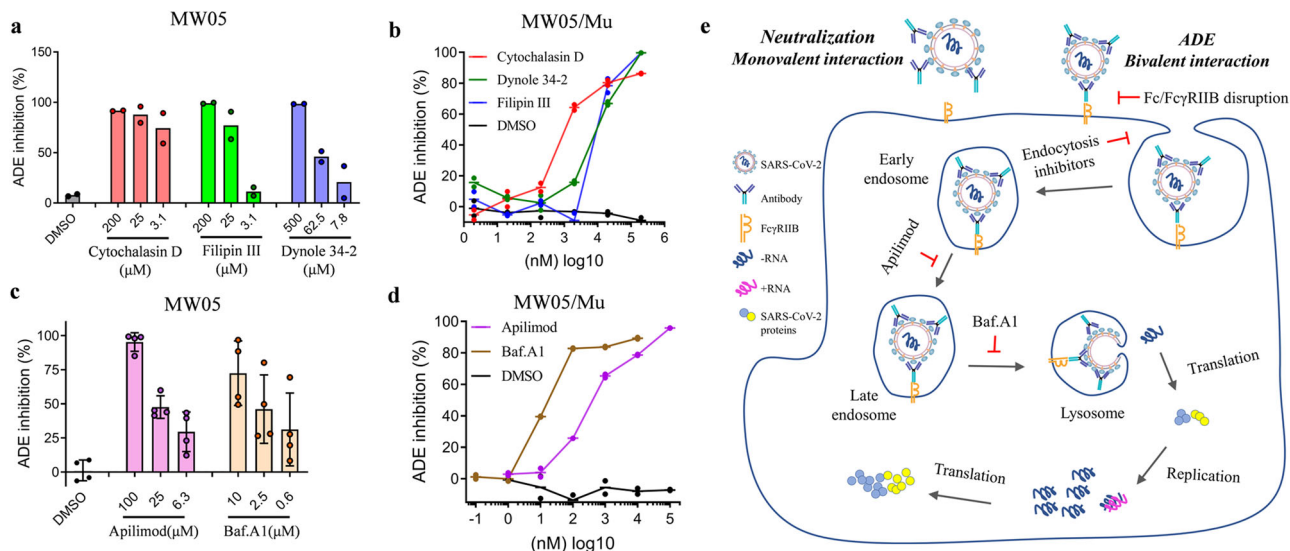 a
MW05
ADE inhibition (%)
150
100
50
0
DMSO
200
25
3.1
Cytochalasin D
(μM)
200
25
3.1
Filipin III
(μM)
500
62.5
7.8
Dynole 34-2
(μM)
b
MW05/Mu
ADE inhibition (%)
100
80
60
40
20
0
Cytochalasin D
Dynole 34-2
Filipin III
DMSO
0 1 2 3 4 5 6
(nM) log10
c
MW05
ADE inhibition (%)
100
75
50
25
0
DMSO
100
25
6.3
Apilimod(μM)
10
2.5
0.6
Baf.A1(μM)
d
MW05/Mu
ADE inhibition (%)
100
80
60
40
20
0
Apilimod
Baf.A1
DMSO
-1 0 1 2 3 4 5
(nM) log10
e
Neutralization
Monovalent interaction
ADE
Bivalent interaction
Fc/FcγRIIB disruption
SARS-CoV-2
Antibody
FcγRIIB
-RNA
+RNA
SARS-CoV-2
proteins
Early
endosome
Endocytosis
inhibitors
Apilimod
Late
endosome
Baf.A1
Lysosome
Translation
Replication
Translation